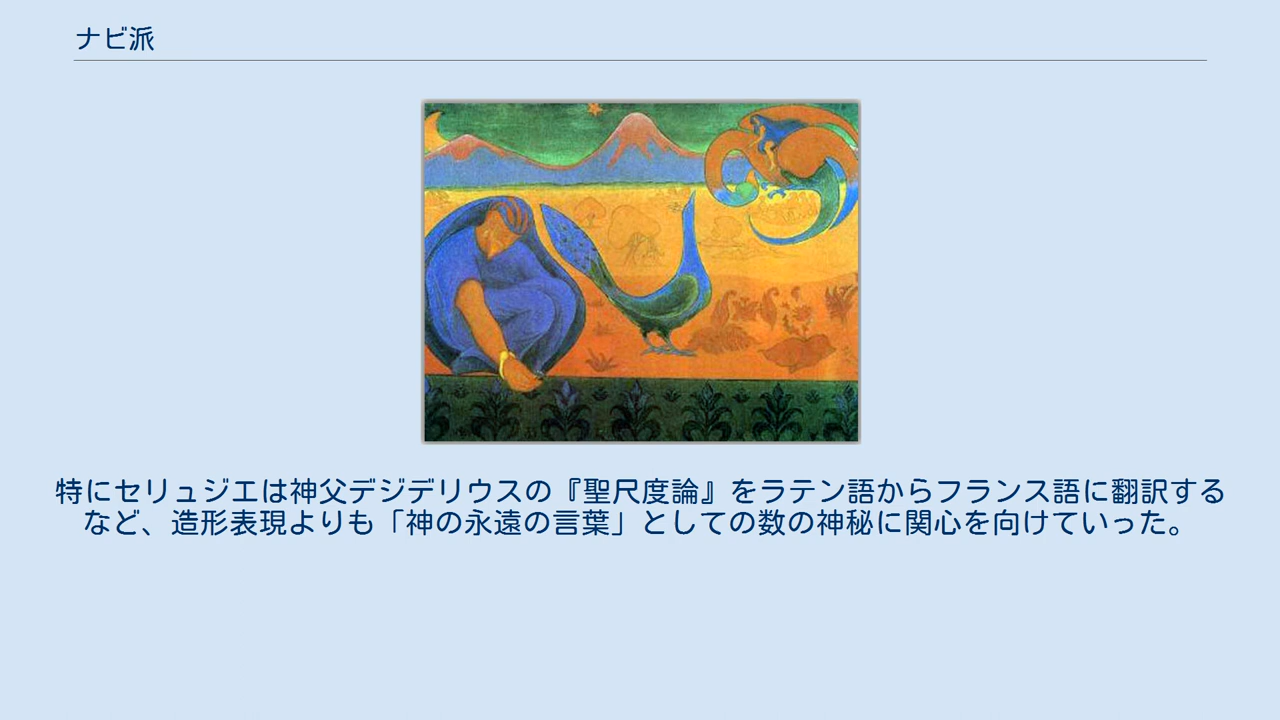 ナビ派
特にセリュジエは神父デジデリウスの『聖尺度論』をラテン語からフランス語に翻訳する
など、造形表現よりも「神の永遠の言葉」としての数の神秘に関心を向けていった。